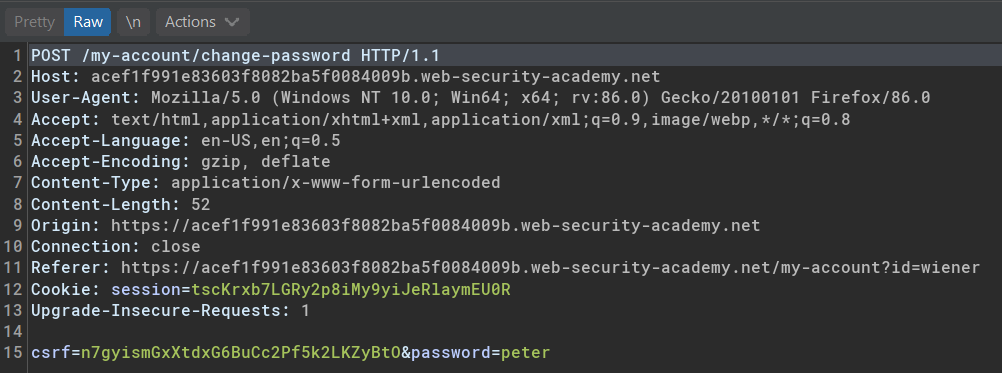 Pretty Raw \n Actions
1 POST /my-account/change-password HTTP/1.1
2 Host: acef1f991e83603f8082ba5f0084009b.web-security-academy.net
3 User-Agent: Mozilla/5.0 (Windows NT 10.0; Win64; x64; rv:86.0) Gecko/20100101 Firefox/86.0
4 Accept: text/html,application/xhtml+xml,application/xml;q=0.9,image/webp,*/*;q=0.8
5 Accept-Language: en-US,en;q=0.5
6 Accept-Encoding: gzip, deflate
7 Content-Type: application/x-www-form-urlencoded
8 Content-Length: 52
9 Origin: https://acef1f991e83603f8082ba5f0084009b.web-security-academy.net
10 Connection: close
11 Referer: https://acef1f991e83603f8082ba5f0084009b.web-security-academy.net/my-account?id=wiener
12 Cookie: session=tscKrxb7LGRy2p8iMy9yiJeRlaymEU0R
13 Upgrade-Insecure-Requests: 1
14
15 csrf=n7gyismGxXtdxG6BuCc2Pf5k2LKZyBtO&password=peter